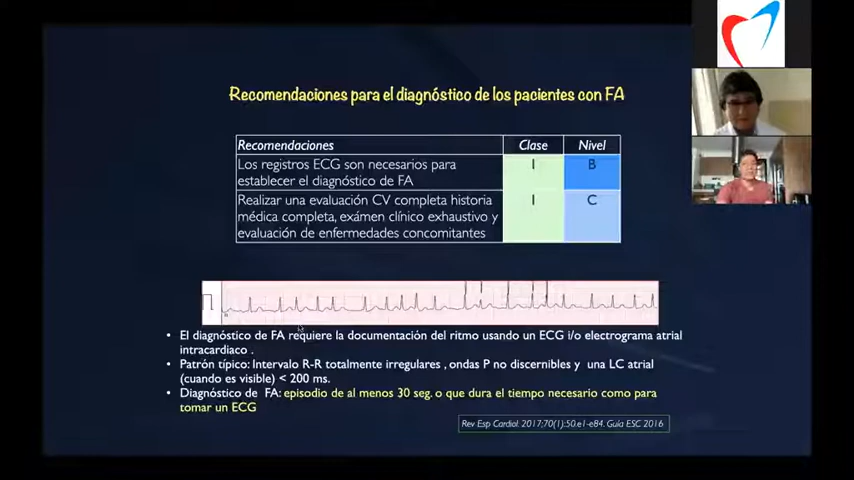 Recomendaciones para el diagnóstico de los pacientes con FA
Recomendaciones Clase Nivel
Los registros ECG son necesarios para
establecer el diagnóstico de FA
I B
Realizar una evaluación CV completa historia
médica completa, exámen clínico exhaustivo y
evaluación de enfermedades concomitantes
I C
• El diagnóstico de FA requiere la documentación del ritmo usando un ECG i/o electrograma atrial
intracardiaco .
• Patrón típico: Intervalo R-R totalmente irregulares , ondas P no discernibles y una LC atrial
(cuando es visible) < 200 ms.
• Diagnóstico de FA: episodio de al menos 30 seg. o que dura el tiempo necesario como para
tomar un ECG
Rev Esp Cardiol. 2017;70(1):50.e1-e84. Guía ESC 2016